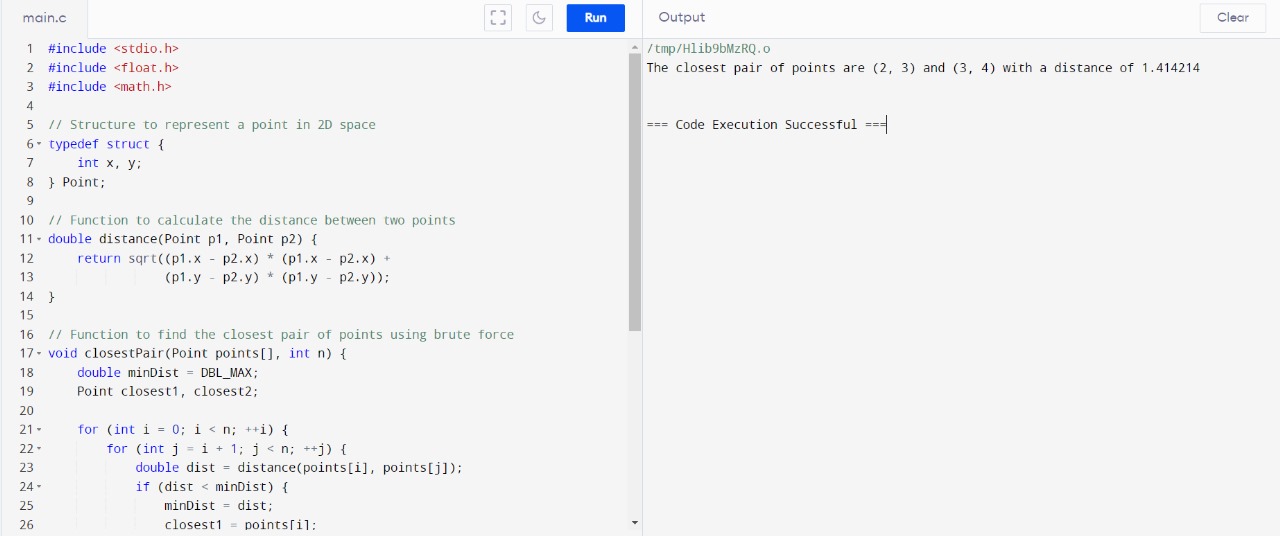 main.c
Run
Output
Clear
1 #include <stdio.h>
2 #include <float.h>
3 #include <math.h>
4
5 // Structure to represent a point in 2D space
6 typedef struct {
7     int x, y;
8 } Point;
9
10 // Function to calculate the distance between two points
11 double distance(Point p1, Point p2) {
12     return sqrt((p1.x - p2.x) * (p1.x - p2.x) +
13                 (p1.y - p2.y) * (p1.y - p2.y));
14 }
15
16 // Function to find the closest pair of points using brute force
17 void closestPair(Point points[], int n) {
18     double minDist = DBL_MAX;
19     Point closest1, closest2;
20
21     for (int i = 0; i < n; ++i) {
22         for (int j = i + 1; j < n; ++j) {
23             double dist = distance(points[i], points[j]);
24             if (dist < minDist) {
25                 minDist = dist;
26                 closest1 = points[i];
/tmp/Hlib9bMzRQ.o
The closest pair of points are (2, 3) and (3, 4) with a distance of 1.414214
=== Code Execution Successful ===